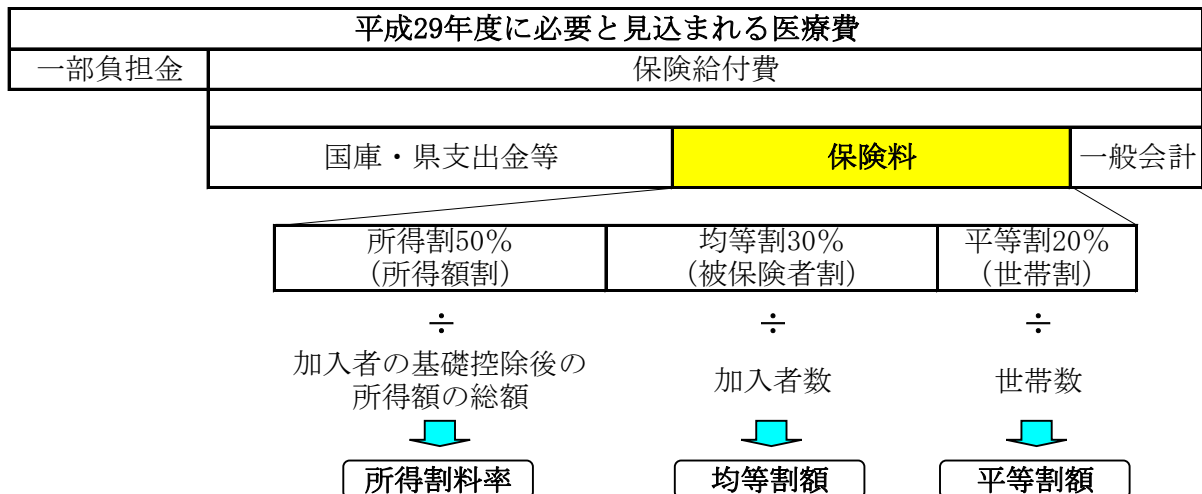 平成29年度に必要と見込まれる医療費
一部負担金
保険給付費
国庫・県支出金等
保険料
一般会計
所得割50%
(所得額割)
均等割30%
(被保険者割)
平等割20%
(世帯割)
÷
÷
÷
加入者の基礎控除後の
所得額の総額
加入者数
世帯数
所得割料率
均等割額
平等割額